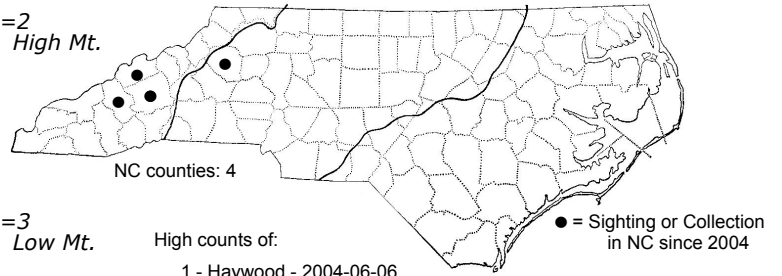 =2
High Mt.
NC counties: 4
=3
Low Mt.
High counts of:
1 - Haywood - 2004-06-06
● = Sighting or Collection
in NC since 2004